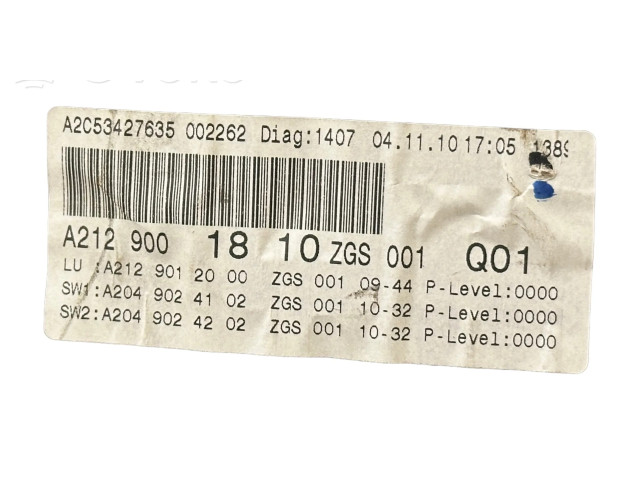 A2C53427635 002262 Diag:1407 04.11.10 17:05 1389
A212 900 18 10 ZGS 001 Q01
LU :A212 901 20 00 ZGS 001 09-44 P-Level:0000
SW1:A204 902 41 02 ZGS 001 10-32 P-Level:0000
SW2:A204 902 42 02 ZGS 001 10-32 P-Level:0000